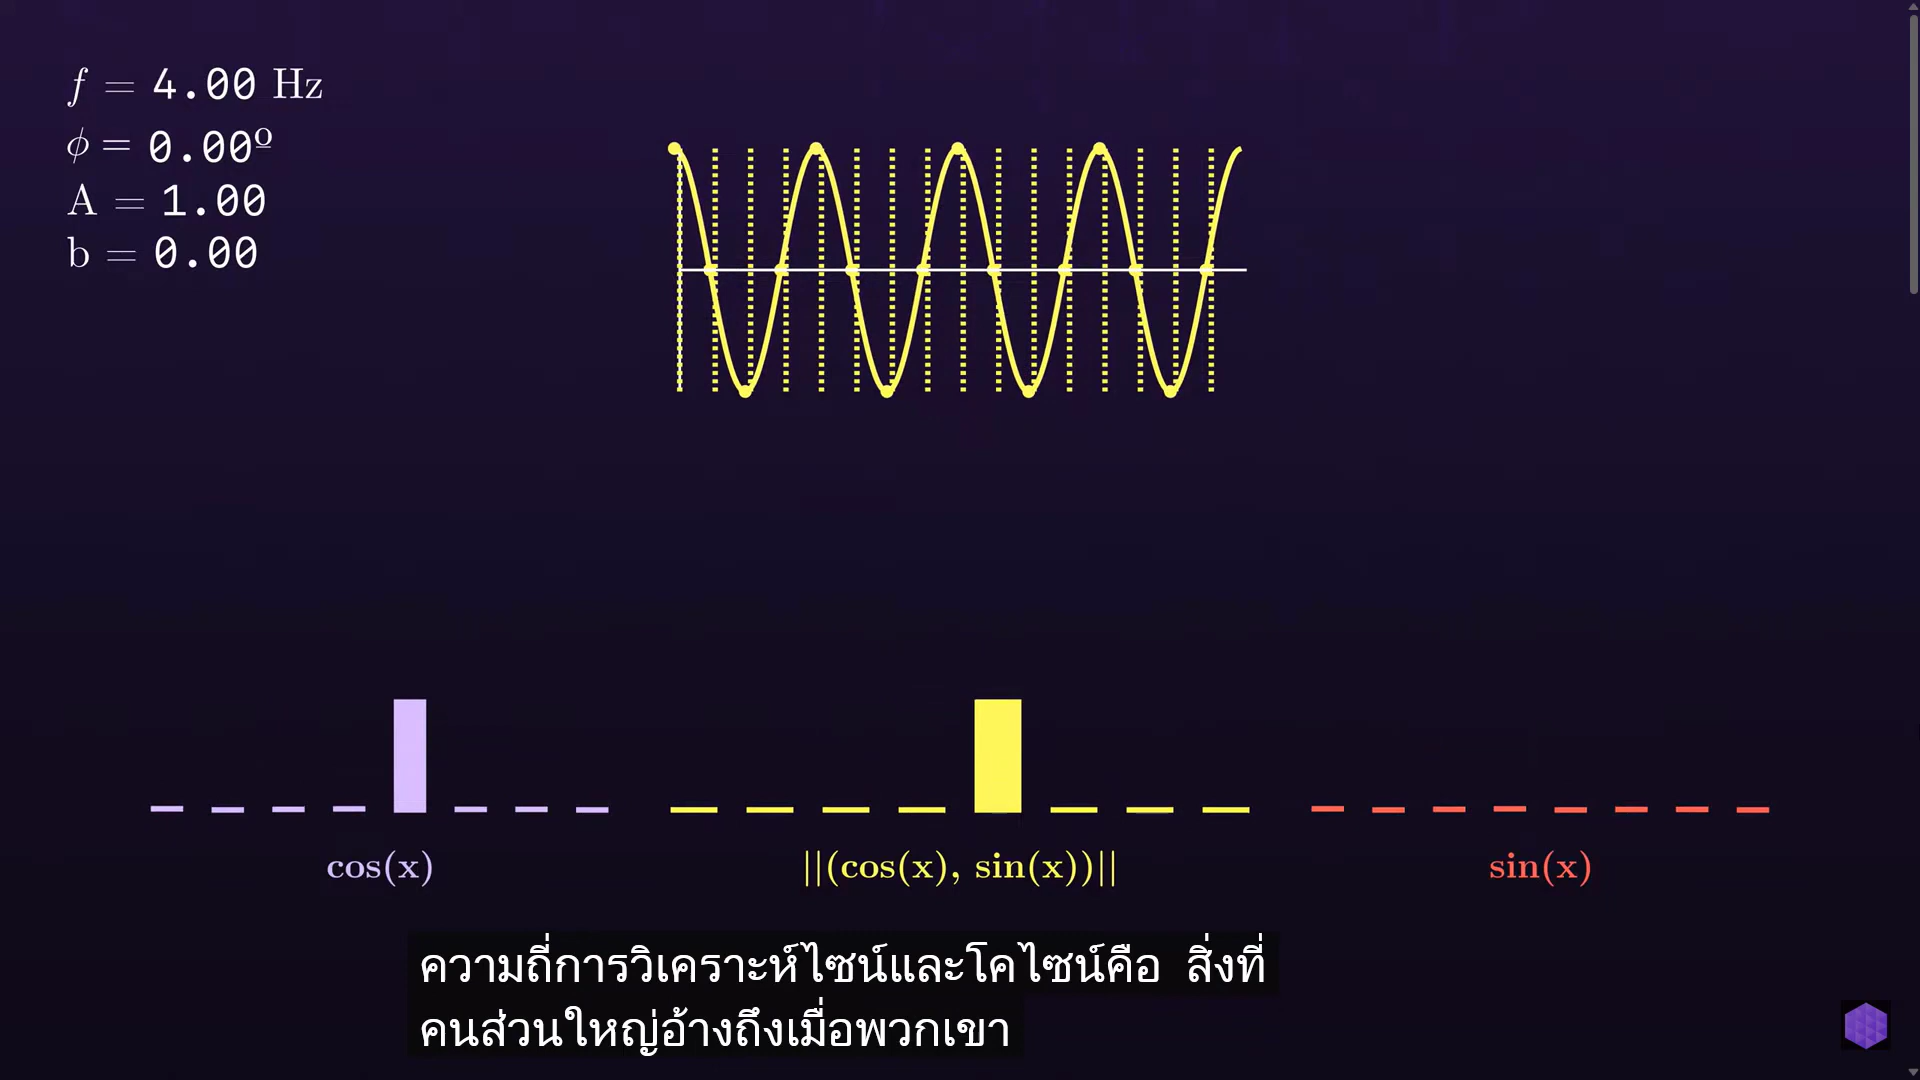 f = 4.00 Hz
ϕ = 0.00º
A = 1.00
b = 0.00
cos(x)
||(cos(x), sin(x))||
sin(x)
ความถี่การวิเคราะห์ไซน์และโคไซน์คือ สิ่งที่
คนส่วนใหญ่อ้างถึงเมื่อพวกเขา